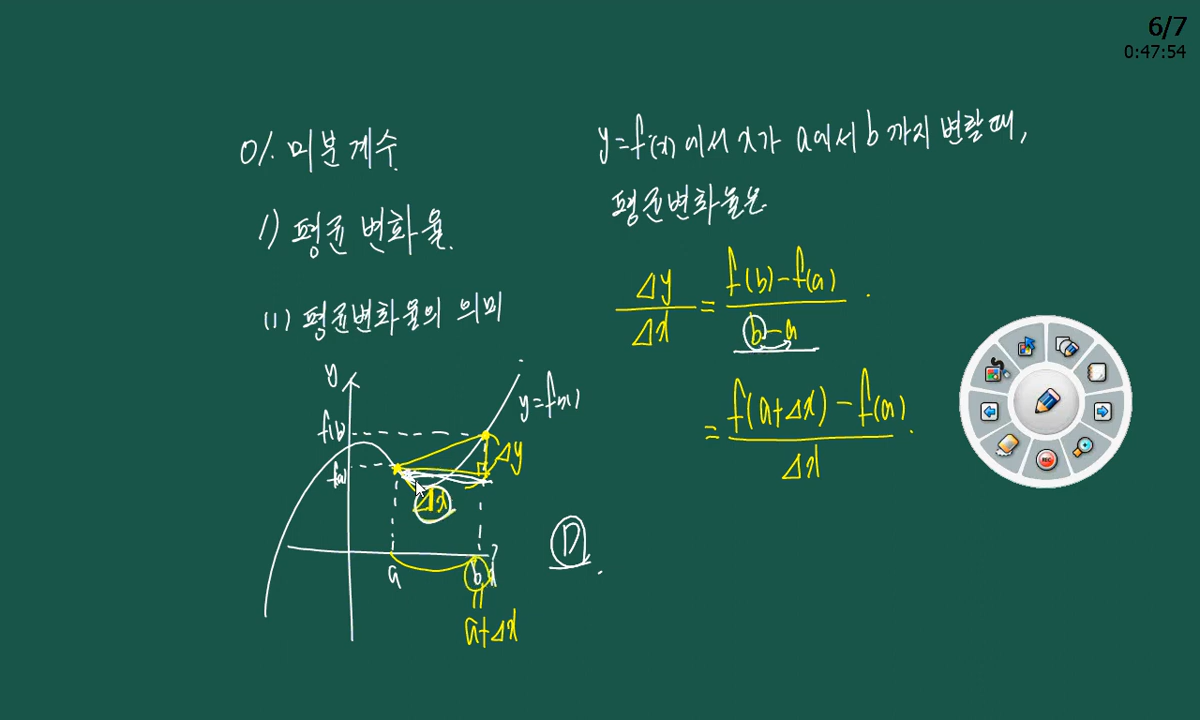 6/7
0:47:54
01. 미분계수
1) 평균변화율.
(1) 평균변화율의 의미
y=f(x)에서 x가 a에서 b까지 변할때,
평균변화율은
Δy/Δx = f(b)-f(a)/b-a .
= f(a+Δx)-f(a)/Δx .
y
f(b)
f(a)
y=f(x)
Δy
Δx
a
b
a+Δx
D